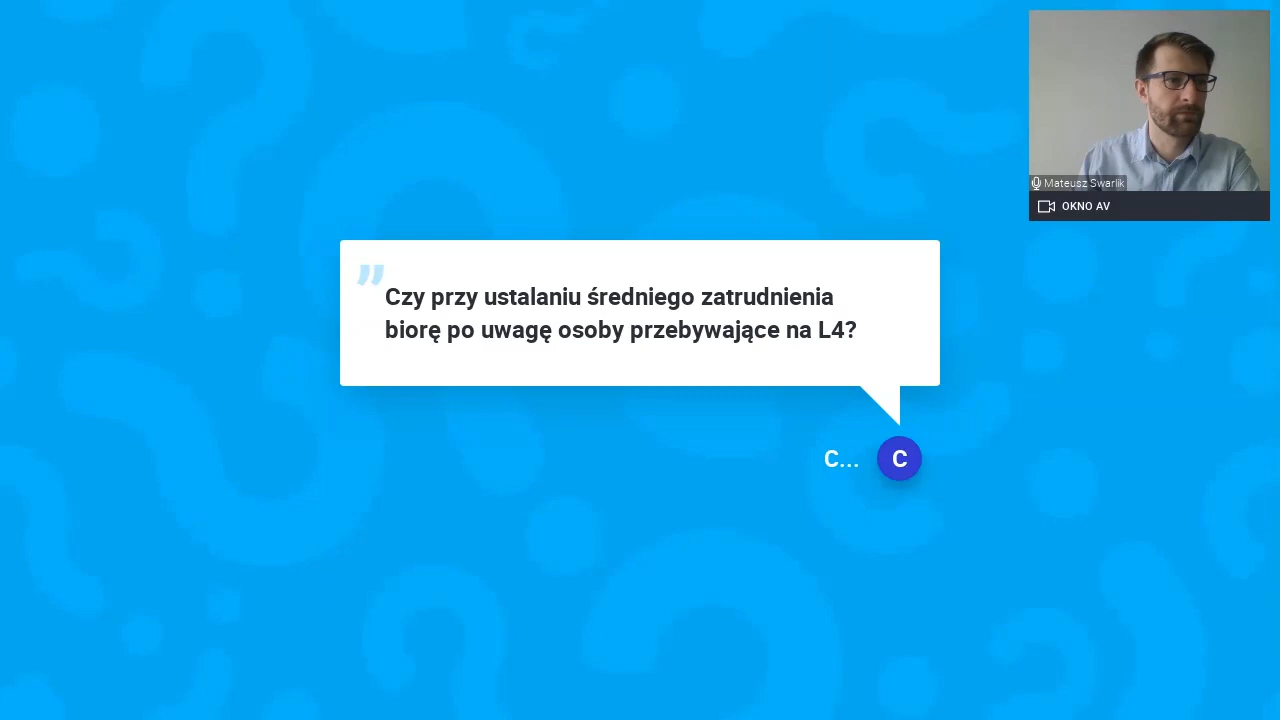 Mateusz Swarlik
OKNO AV
Czy przy ustalaniu średniego zatrudnienia
biorę po uwagę osoby przebywające na L4?
C...
C